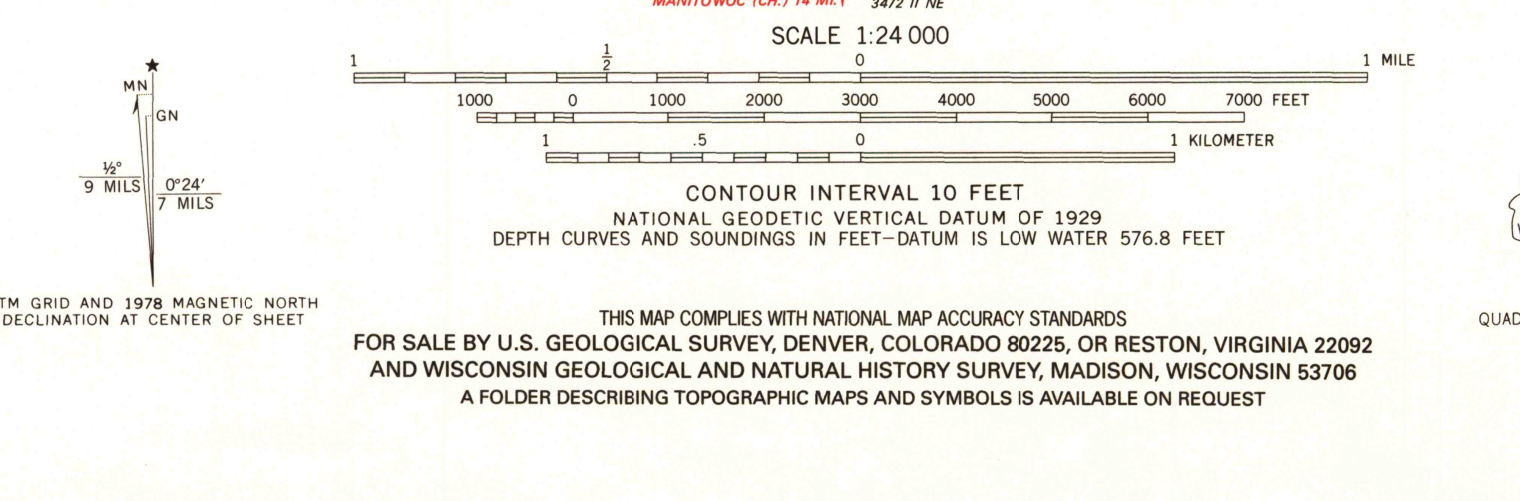 MANITOWOC (CH.) 14 MI. 3472 II NE
SCALE 1:24 000
1 1/2 0 1 MILE
1000 0 1000 2000 3000 4000 5000 6000 7000 FEET
1 .5 0 1 KILOMETER
CONTOUR INTERVAL 10 FEET
NATIONAL GEODETIC VERTICAL DATUM OF 1929
DEPTH CURVES AND SOUNDINGS IN FEET–DATUM IS LOW WATER 576.8 FEET
★
MN
GN
½°
9 MILS
0°24′
7 MILS
TM GRID AND 1978 MAGNETIC NORTH
DECLINATION AT CENTER OF SHEET
THIS MAP COMPLIES WITH NATIONAL MAP ACCURACY STANDARDS
FOR SALE BY U.S. GEOLOGICAL SURVEY, DENVER, COLORADO 80225, OR RESTON, VIRGINIA 22092
AND WISCONSIN GEOLOGICAL AND NATURAL HISTORY SURVEY, MADISON, WISCONSIN 53706
A FOLDER DESCRIBING TOPOGRAPHIC MAPS AND SYMBOLS IS AVAILABLE ON REQUEST
QUAD